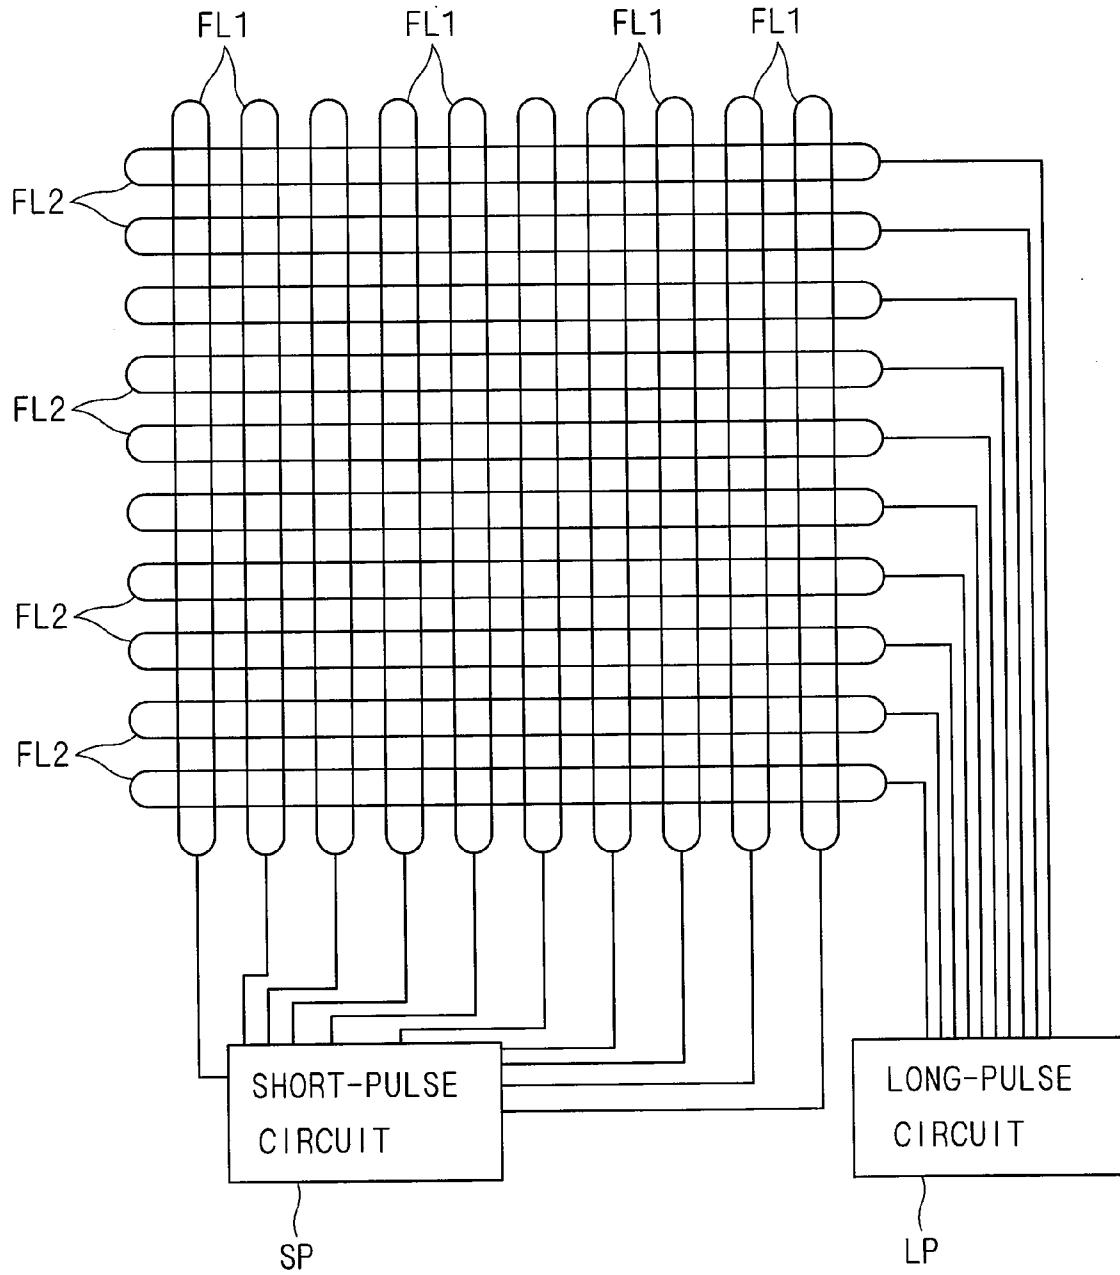 FL1 FL1 FL1 FL1
FL2
FL2
FL2
FL2
SHORT-PULSE
CIRCUIT
LONG-PULSE
CIRCUIT
SP
LP